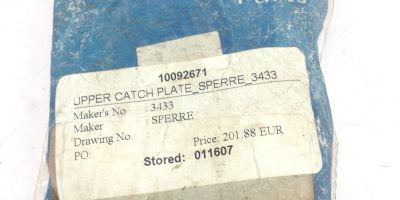 10092671
UPPER CATCH PLATE_SPERRE_3433
Maker's No : 3433
Maker : SPERRE
Drawing No :
PO: Price: 201.88 EUR
Stored: 011607